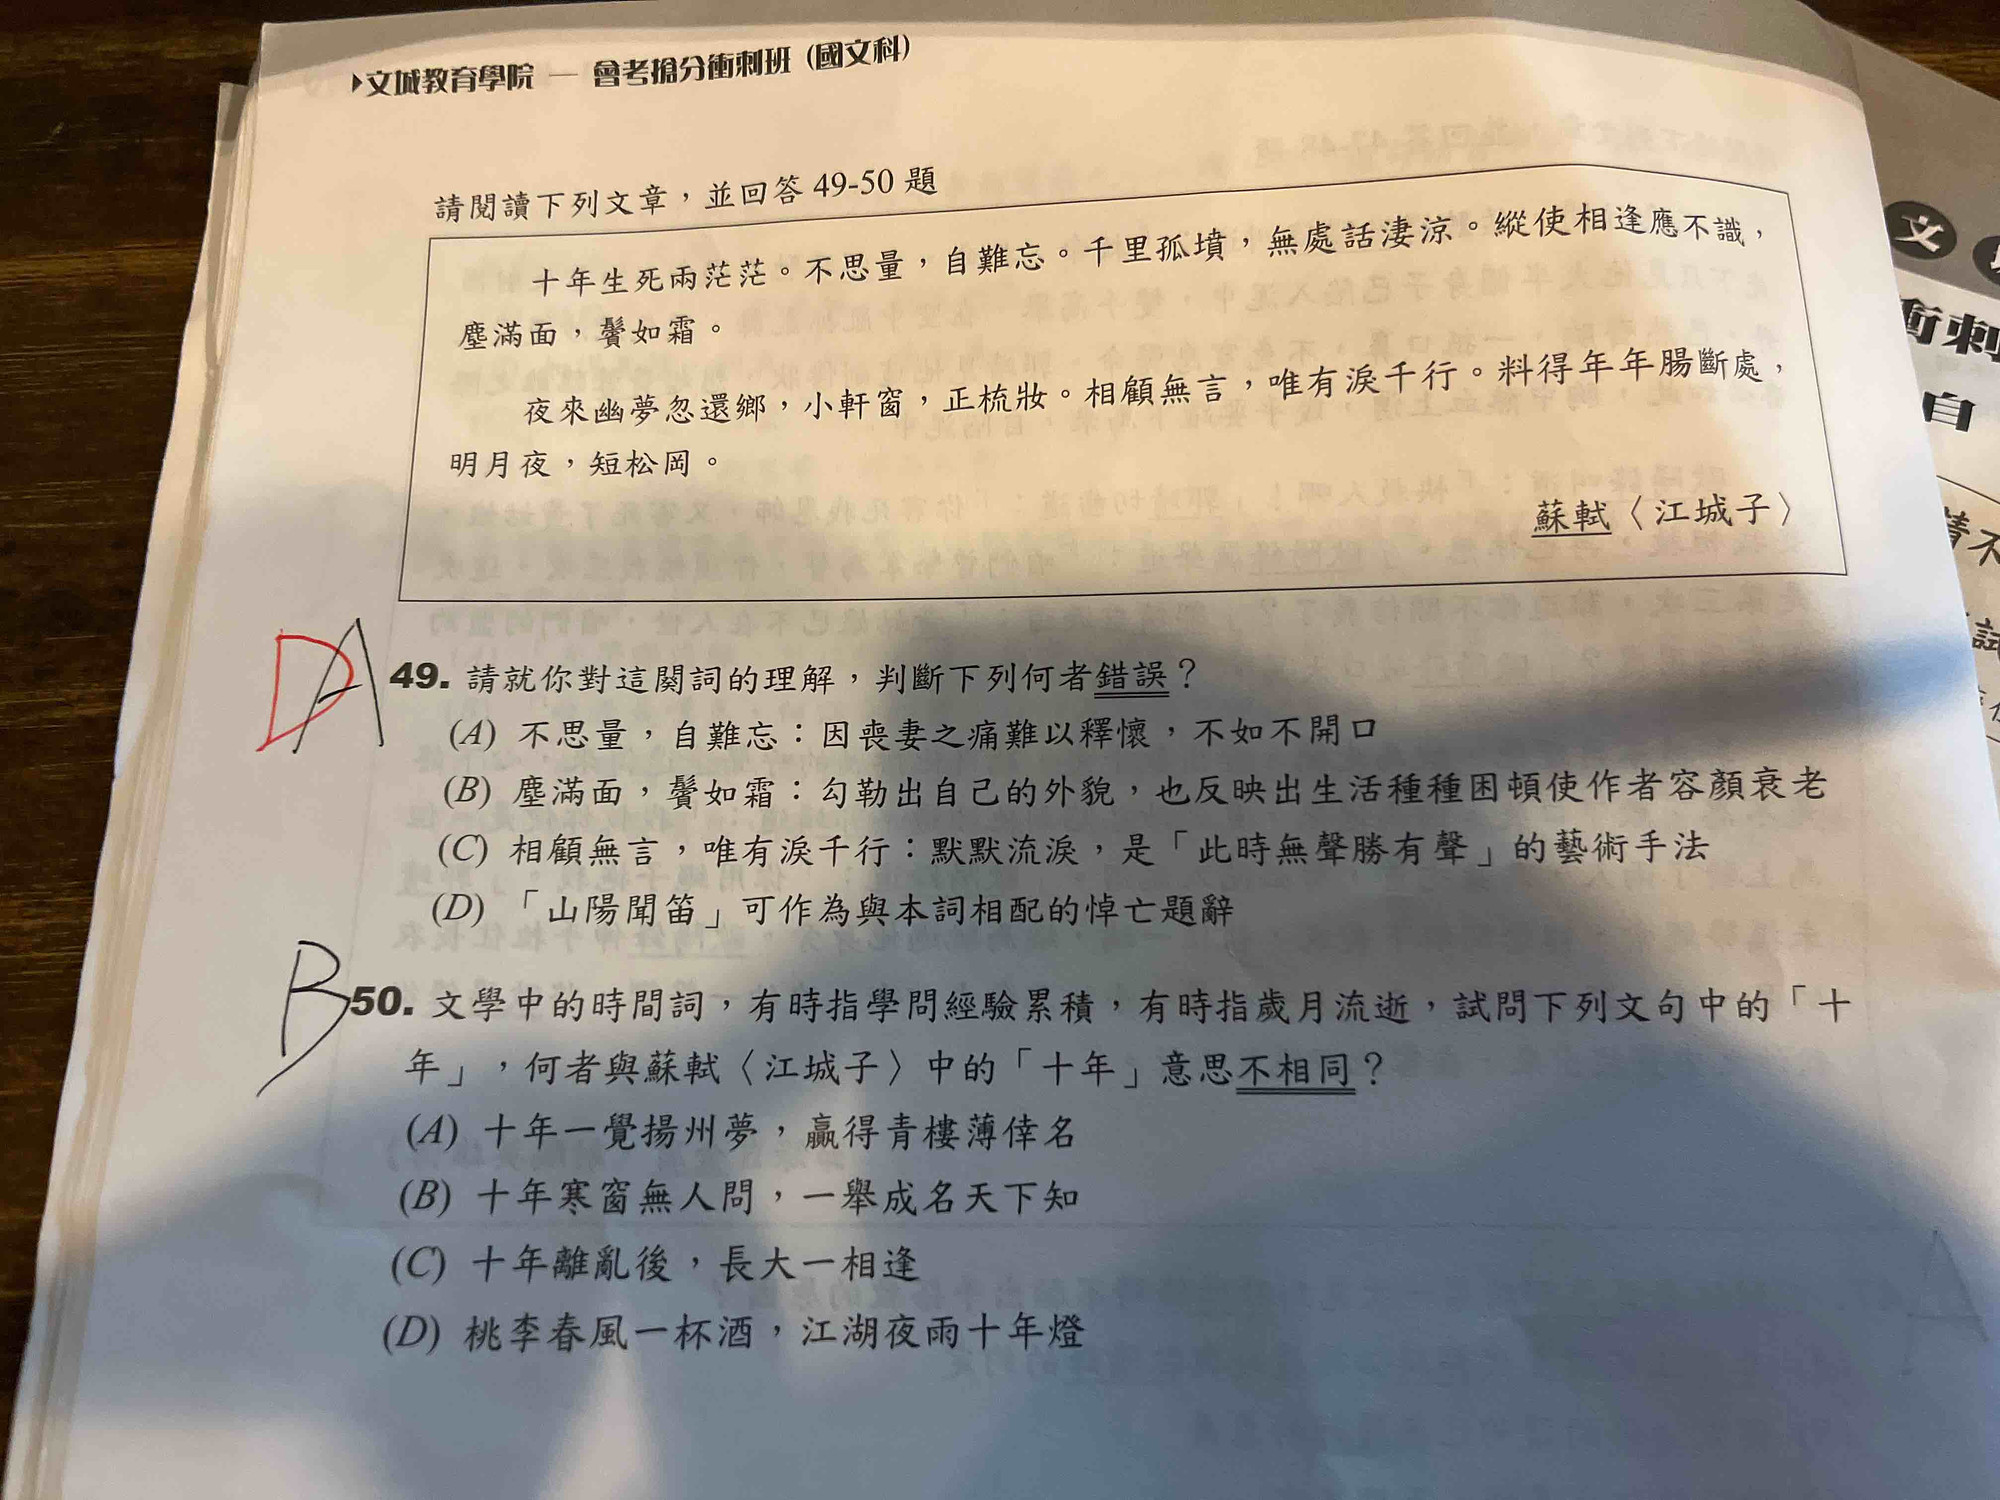 ▶文城教育學院 — 會考搶分衝刺班 (國文科)
請閱讀下列文章,並回答 49-50 題
十年生死兩茫茫。不思量,自難忘。千里孤墳,無處話淒涼。縱使相逢應不識,
塵滿面,鬢如霜。
夜來幽夢忽還鄉,小軒窗,正梳妝。相顧無言,唯有淚千行。料得年年腸斷處,
明月夜,短松岡。
蘇軾〈江城子〉
DA
49. 請就你對這闋詞的理解,判斷下列何者錯誤?
(A) 不思量,自難忘:因喪妻之痛難以釋懷,不如不開口
(B) 塵滿面,鬢如霜:勾勒出自己的外貌,也反映出生活種種困頓使作者容顏衰老
(C) 相顧無言,唯有淚千行:默默流淚,是「此時無聲勝有聲」的藝術手法
(D) 「山陽聞笛」可作為與本詞相配的悼亡題辭
B
50. 文學中的時間詞,有時指學問經驗累積,有時指歲月流逝,試問下列文句中的「十
年」,何者與蘇軾〈江城子〉中的「十年」意思不相同?
(A) 十年一覺揚州夢,贏得青樓薄倖名
(B) 十年寒窗無人問,一舉成名天下知
(C) 十年離亂後,長大一相逢
(D) 桃李春風一杯酒,江湖夜雨十年燈
文
衝刺
自
請不
試